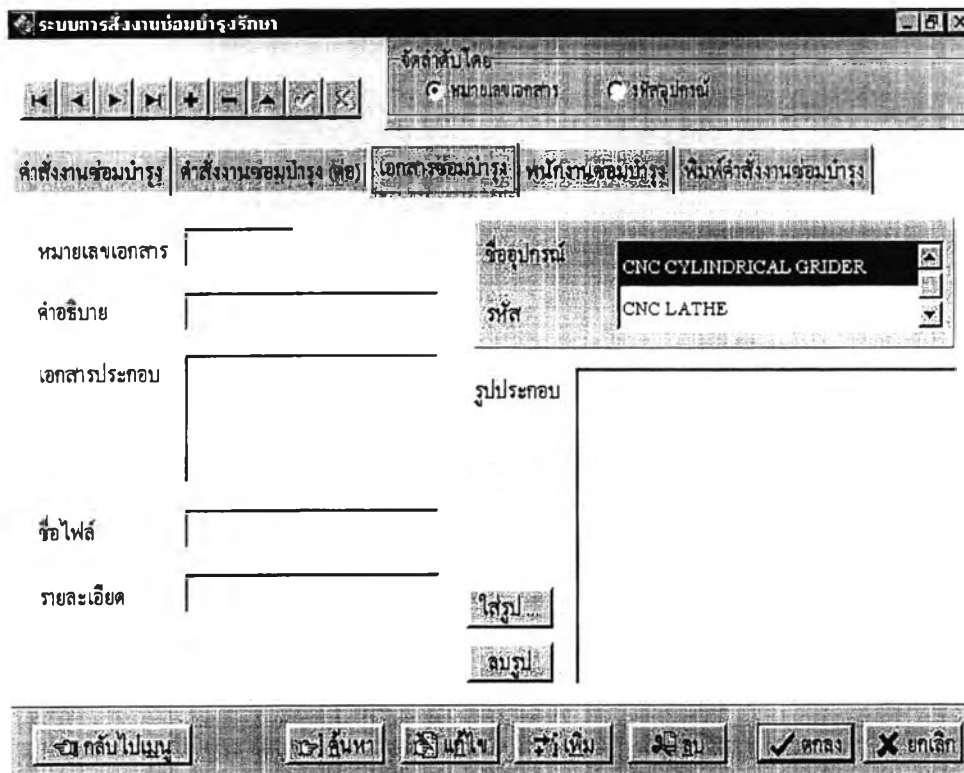 ระบบการสั่งงานซ่อมบำรุงรักษา
จัดลำดับโดย
หมายเลขเอกสาร รหัสอุปกรณ์
คำสั่งงานซ่อมบำรุง คำสั่งงานซ่อมบำรุง (ต่อ) เอกสารซ่อมบำรุง พนักงานซ่อมบำรุง พิมพ์คำสั่งงานซ่อมบำรุง
หมายเลขเอกสาร
คำอธิบาย
เอกสารประกอบ
ชื่อไฟล์
รายละเอียด
ชื่ออุปกรณ์
รหัส
CNC CYLINDRICAL GRIDER
CNC LATHE
รูปประกอบ
ใส่รูป ...
ลบรูป
กลับไปเมนู ค้นหา แก้ไข เพิ่ม ลบ ตกลง ยกเลิก